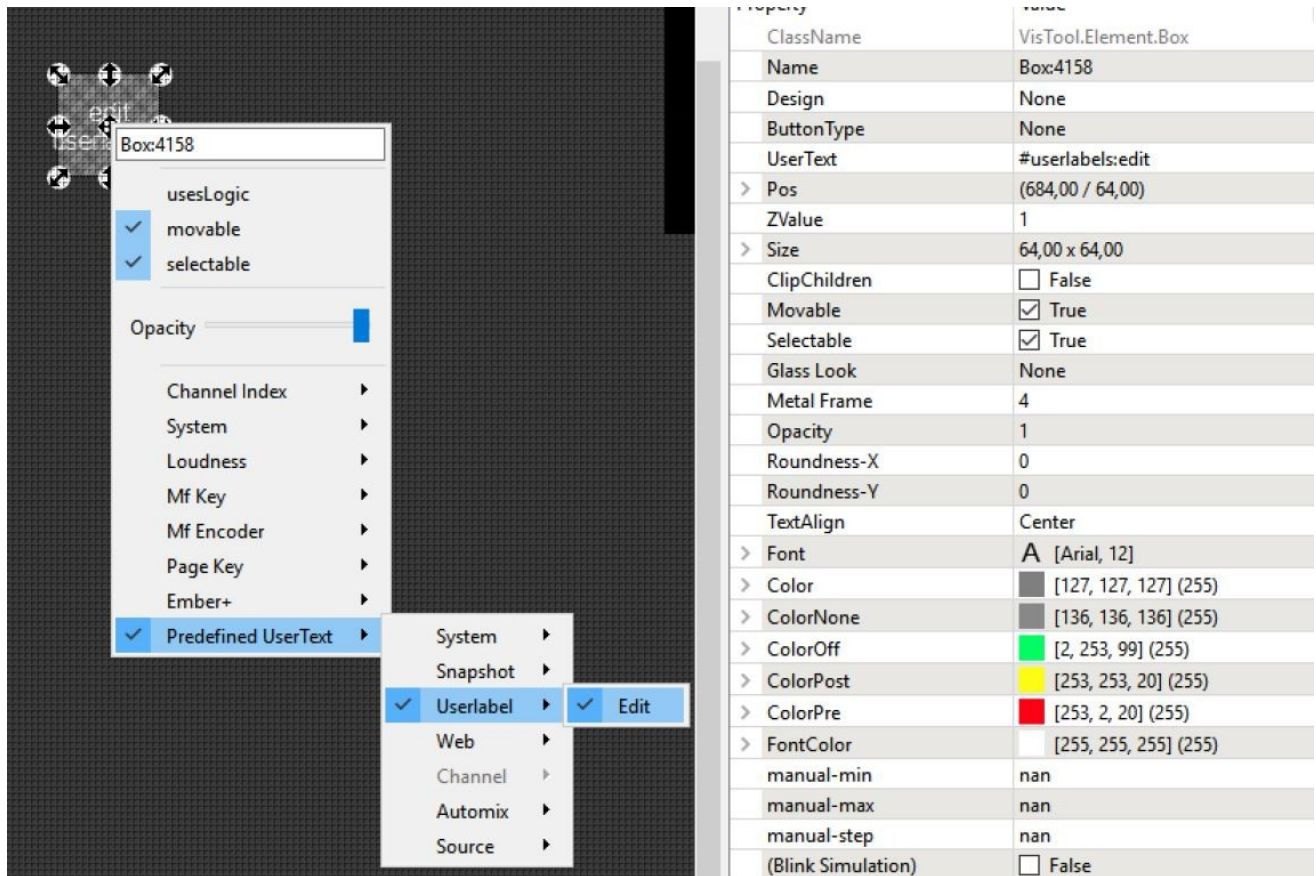 edit
Box:4158
usesLogic
movable
selectable
Opacity
Channel Index
System
Loudness
Mf Key
Mf Encoder
Page Key
Ember+
Predefined UserText
System
Snapshot
Userlabel
Edit
Web
Channel
Automix
Source
ClassName VisTool.Element.Box
Name Box:4158
Design None
ButtonType None
UserText #userlabels:edit
Pos (684,00 / 64,00)
ZValue 1
Size 64,00 x 64,00
ClipChildren False
Movable True
Selectable True
Glass Look None
Metal Frame 4
Opacity 1
Roundness-X 0
Roundness-Y 0
TextAlign Center
Font A [Arial, 12]
Color [127, 127, 127] (255)
ColorNone [136, 136, 136] (255)
ColorOff [2, 253, 99] (255)
ColorPost [253, 253, 20] (255)
ColorPre [253, 2, 20] (255)
FontColor [255, 255, 255] (255)
manual-min nan
manual-max nan
manual-step nan
(Blink Simulation) False